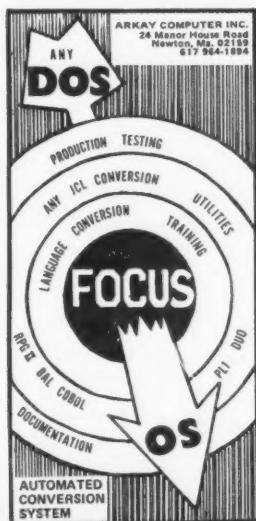 ARKAY COMPUTER INC.
24 Manor House Road
Newton, Ma. 02159
617 964-1894
ANY
DOS
PRODUCTION TESTING
UTILITIES
ANY JCL CONVERSION
LANGUAGE CONVERSION
TRAINING
FOCUS
RPG II BAL COBOL
PLI DUO
DOCUMENTATION
OS
AUTOMATED
CONVERSION
SYSTEM